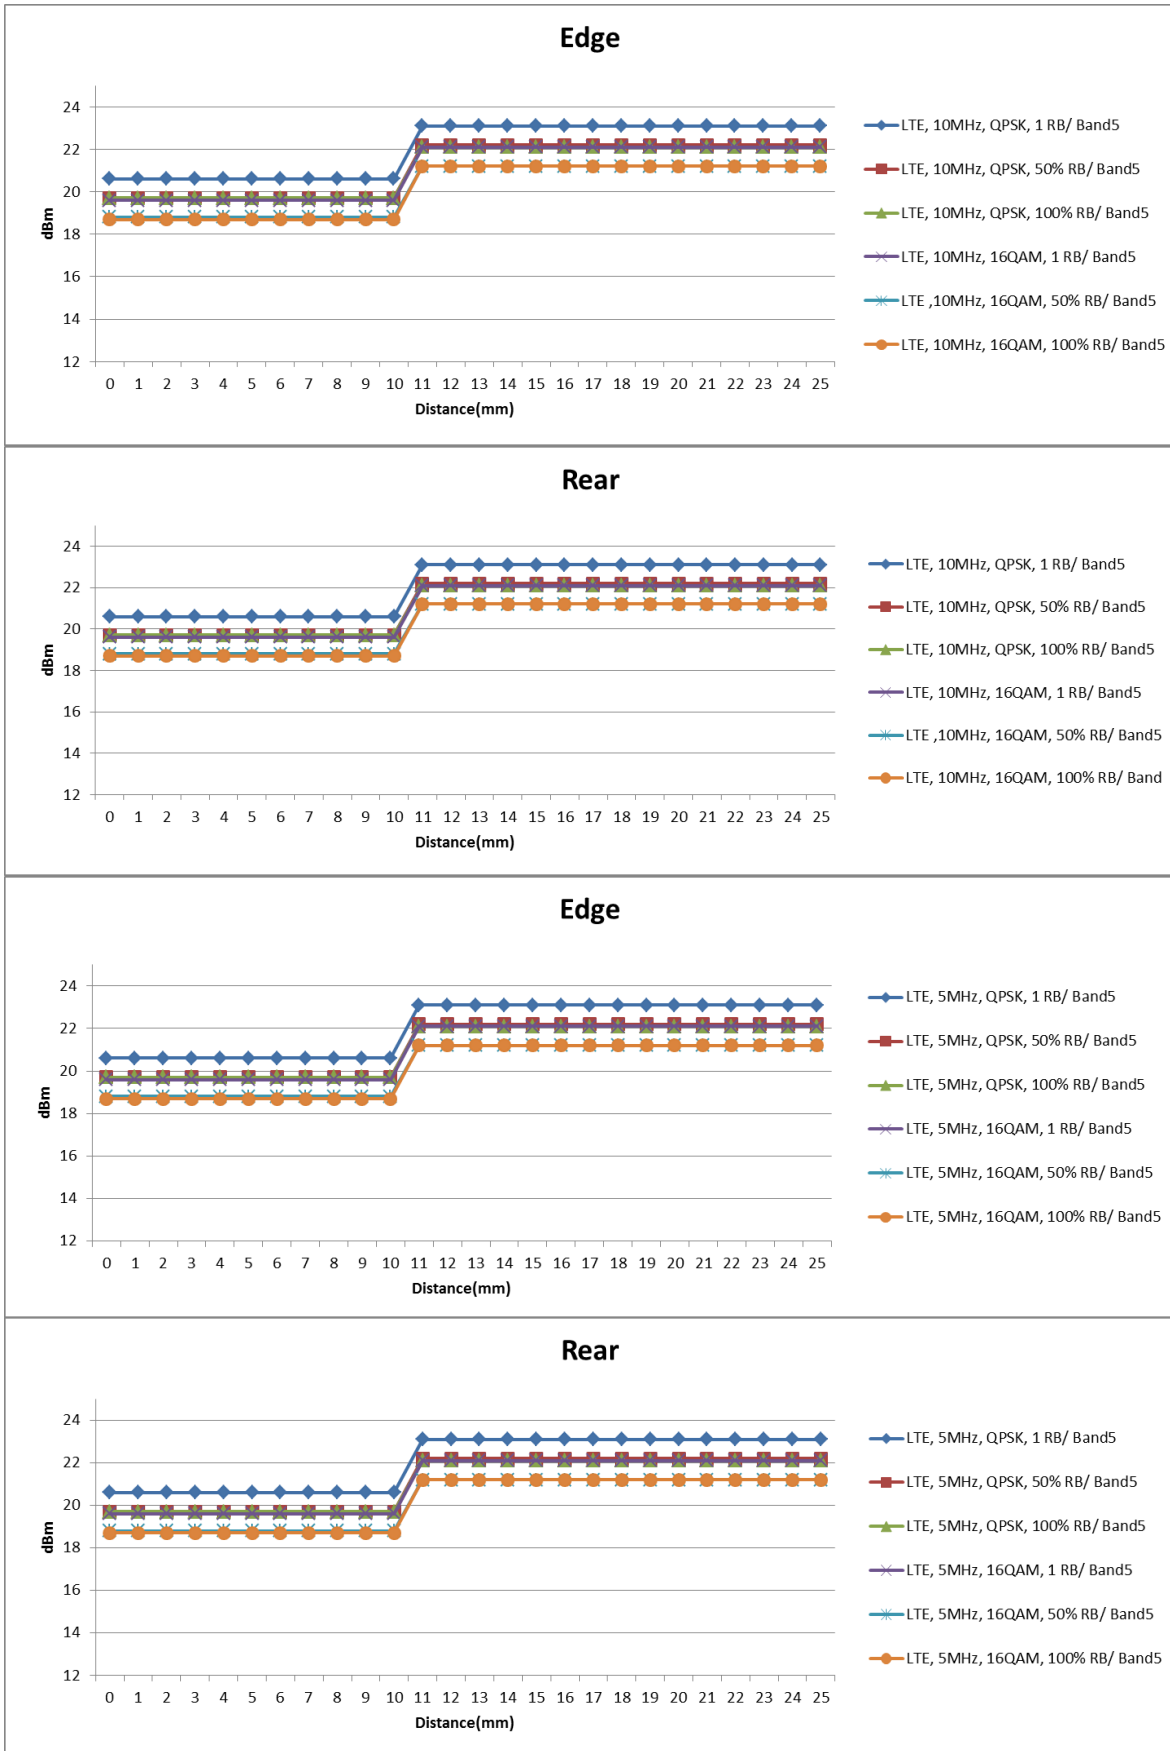 Edge
24
22
20
18
16
14
12
dBm
0 1 2 3 4 5 6 7 8 9 10 11 12 13 14 15 16 17 18 19 20 21 22 23 24 25
Distance(mm)
LTE, 10MHz, QPSK, 1 RB/ Band5
LTE, 10MHz, QPSK, 50% RB/ Band5
LTE, 10MHz, QPSK, 100% RB/ Band5
LTE, 10MHz, 16QAM, 1 RB/ Band5
LTE ,10MHz, 16QAM, 50% RB/ Band5
LTE, 10MHz, 16QAM, 100% RB/ Band5
Rear
24
22
20
18
16
14
12
dBm
0 1 2 3 4 5 6 7 8 9 10 11 12 13 14 15 16 17 18 19 20 21 22 23 24 25
Distance(mm)
LTE, 10MHz, QPSK, 1 RB/ Band5
LTE, 10MHz, QPSK, 50% RB/ Band5
LTE, 10MHz, QPSK, 100% RB/ Band5
LTE, 10MHz, 16QAM, 1 RB/ Band5
LTE ,10MHz, 16QAM, 50% RB/ Band5
LTE, 10MHz, 16QAM, 100% RB/ Band
Edge
24
22
20
18
16
14
12
dBm
0 1 2 3 4 5 6 7 8 9 10 11 12 13 14 15 16 17 18 19 20 21 22 23 24 25
Distance(mm)
LTE, 5MHz, QPSK, 1 RB/ Band5
LTE, 5MHz, QPSK, 50% RB/ Band5
LTE, 5MHz, QPSK, 100% RB/ Band5
LTE, 5MHz, 16QAM, 1 RB/ Band5
LTE, 5MHz, 16QAM, 50% RB/ Band5
LTE, 5MHz, 16QAM, 100% RB/ Band5
Rear
24
22
20
18
16
14
12
dBm
0 1 2 3 4 5 6 7 8 9 10 11 12 13 14 15 16 17 18 19 20 21 22 23 24 25
Distance(mm)
LTE, 5MHz, QPSK, 1 RB/ Band5
LTE, 5MHz, QPSK, 50% RB/ Band5
LTE, 5MHz, QPSK, 100% RB/ Band5
LTE, 5MHz, 16QAM, 1 RB/ Band5
LTE, 5MHz, 16QAM, 50% RB/ Band5
LTE, 5MHz, 16QAM, 100% RB/ Band5